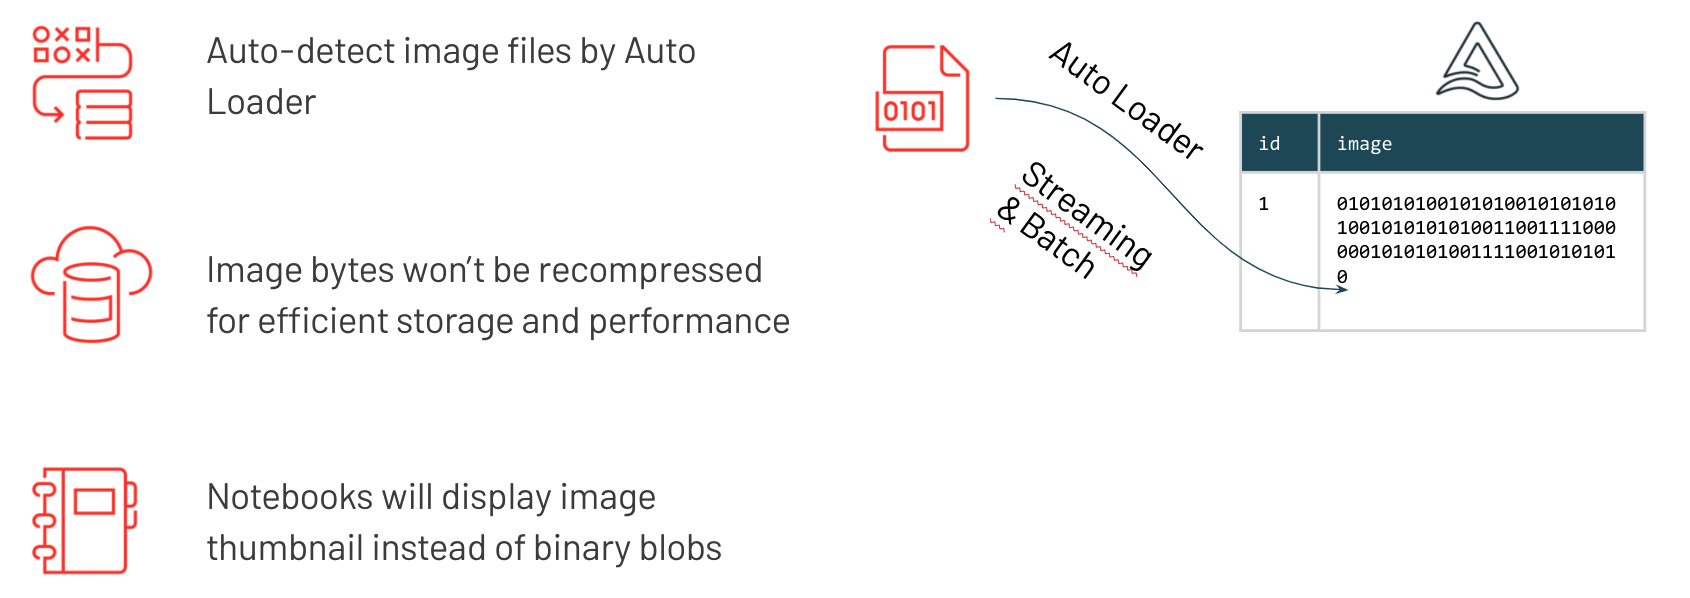 Auto-detect image files by Auto
Loader
Image bytes won't be recompressed
for efficient storage and performance
Notebooks will display image
thumbnail instead of binary blobs
0101
Auto Loader
Streaming
& Batch
id
image
1
0101010100101010010101010
1001010101010011001111000
0001010101001111001010101
0